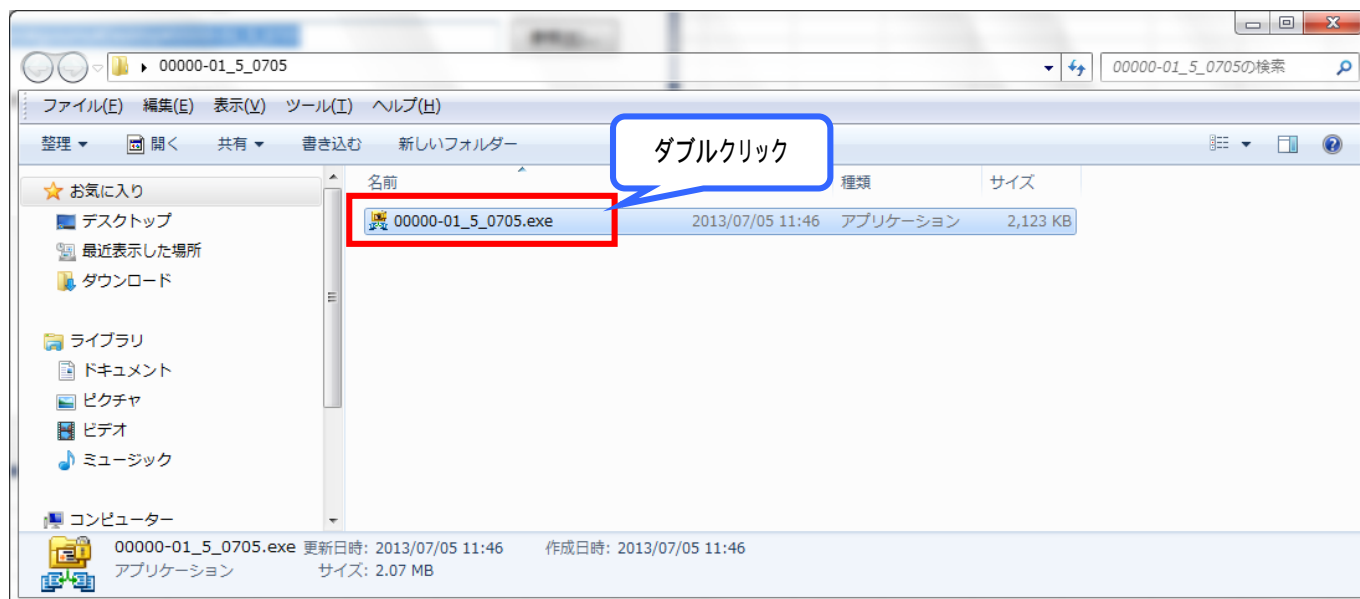 00000-01_5_0705
00000-01_5_0705の検索
ファイル(F) 編集(E) 表示(V) ツール(T) ヘルプ(H)
整理 開く 共有 書き込む 新しいフォルダー
ダブルクリック
名前 種類 サイズ
00000-01_5_0705.exe 2013/07/05 11:46 アプリケーション 2,123 KB
お気に入り
デスクトップ
最近表示した場所
ダウンロード
ライブラリ
ドキュメント
ピクチャ
ビデオ
ミュージック
コンピューター
00000-01_5_0705.exe 更新日時: 2013/07/05 11:46 作成日時: 2013/07/05 11:46
アプリケーション サイズ: 2.07 MB